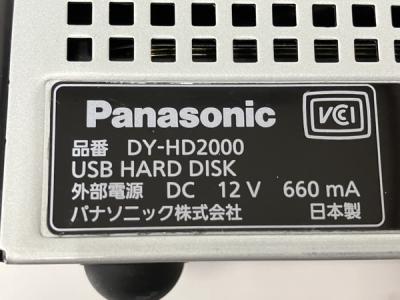 Panasonic VCCI
品番 DY-HD2000
USB HARD DISK
外部電源 DC 12 V 660 mA
パナソニック株式会社 日本製